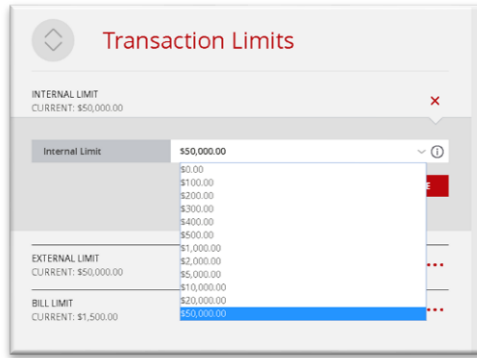 Transaction Limits
INTERNAL LIMIT
CURRENT: $50,000.00
Internal Limit $50,000.00
$0.00
$100.00
$200.00
$300.00
$400.00
$500.00
$1,000.00
$2,000.00
$5,000.00
$10,000.00
$20,000.00
$50,000.00
EXTERNAL LIMIT
CURRENT: $50,000.00
BILL LIMIT
CURRENT: $1,500.00